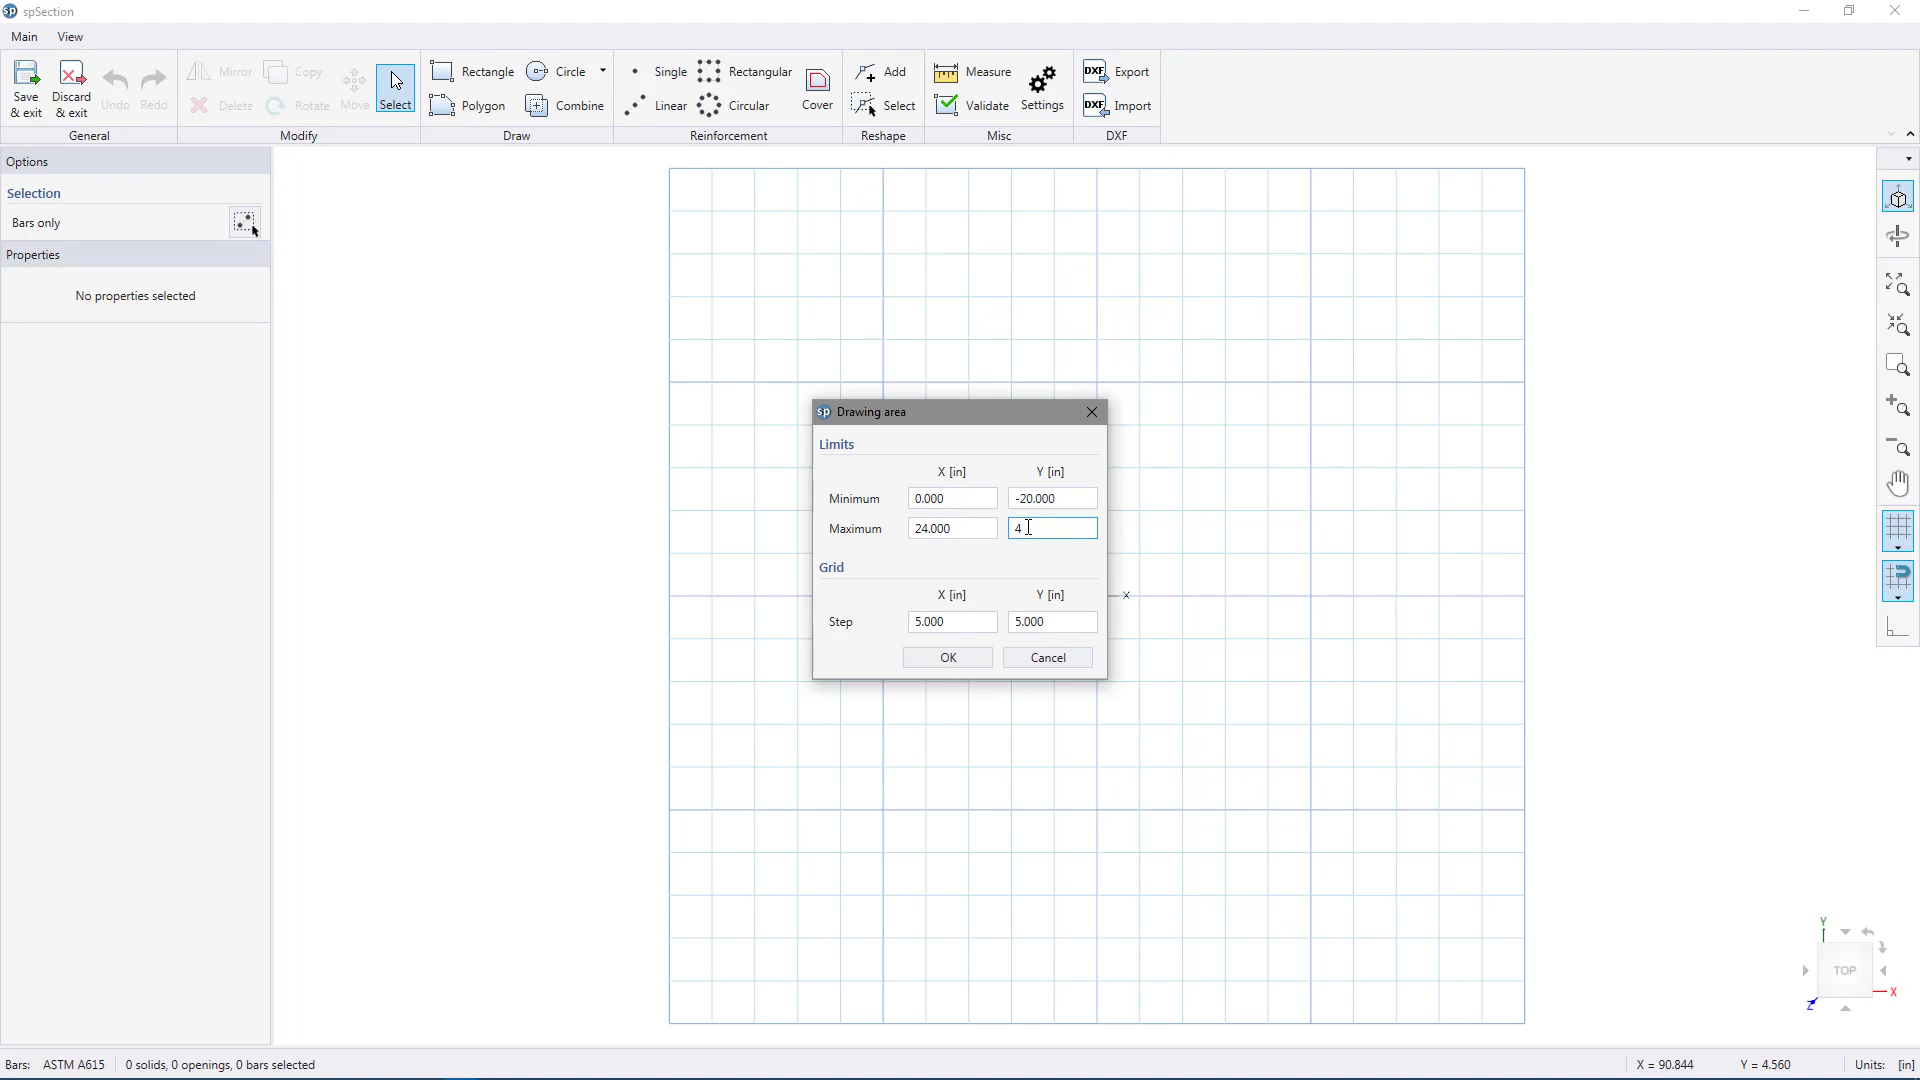 sp spSection
Main View
Save & exit
Discard & exit
Undo
Redo
Mirror
Copy
Delete
Rotate
Move
Select
Rectangle
Circle
Polygon
Combine
Single
Rectangular
Linear
Circular
Cover
Add
Select
Measure
Validate
Settings
DXF Export
DXF Import
General
Modify
Draw
Reinforcement
Reshape
Misc
DXF
Options
Selection
Bars only
Properties
No properties selected
sp Drawing area
Limits
X [in] Y [in]
Minimum 0.000 -20.000
Maximum 24.000 4
Grid
X [in] Y [in]
Step 5.000 5.000
OK Cancel
X
Y
TOP
X
Z
Bars: ASTM A615 0 solids, 0 openings, 0 bars selected X = 90.844 Y = 4.560 Units: [in]